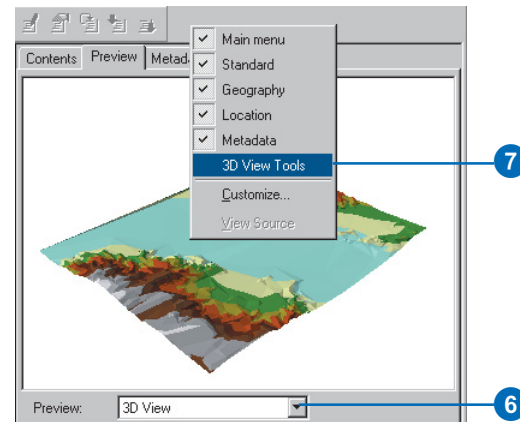 Contents Preview
Main menu
Standard
Geography
Location
Metadata
3D View Tools
7
Customize...
View Source
Preview: 3D View
6